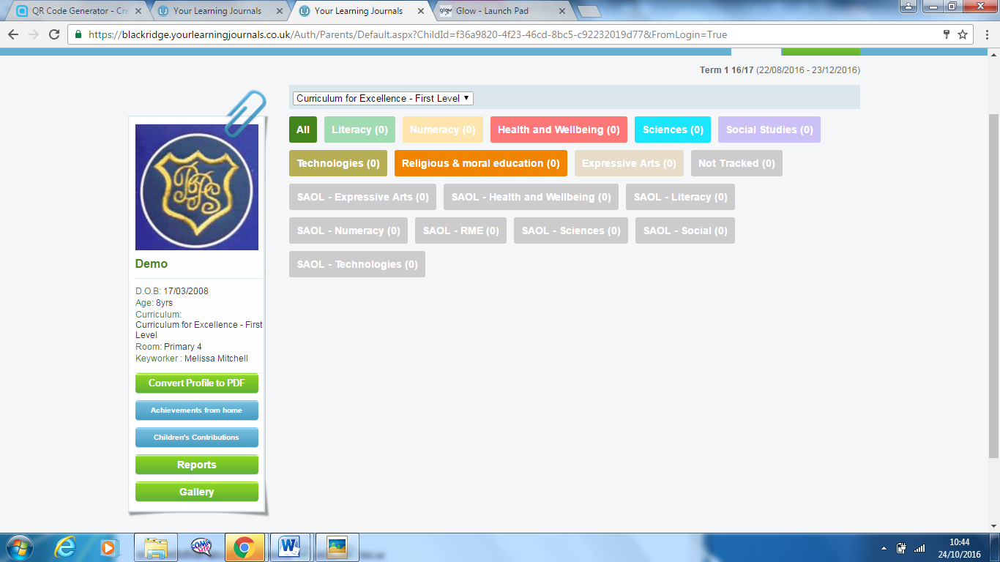 QR Code Generator - Cre
Your Learning Journals
Your Learning Journals
glow Glow - Launch Pad
https://blackridge.yourlearningjournals.co.uk/Auth/Parents/Default.aspx?ChildId=f36a9820-4f23-46cd-8bc5-c92232019d77&FromLogin=True
Term 1 16/17 (22/08/2016 - 23/12/2016)
Curriculum for Excellence - First Level
All Literacy (0) Numeracy (0) Health and Wellbeing (0) Sciences (0) Social Studies (0)
Technologies (0) Religious & moral education (0) Expressive Arts (0) Not Tracked (0)
SAOL - Expressive Arts (0) SAOL - Health and Wellbeing (0) SAOL - Literacy (0)
SAOL - Numeracy (0) SAOL - RME (0) SAOL - Sciences (0) SAOL - Social (0)
SAOL - Technologies (0)
BPS
Demo
D.O.B: 17/03/2008
Age: 8yrs
Curriculum:
Curriculum for Excellence - First
Level
Room: Primary 4
Keyworker : Melissa Mitchell
Convert Profile to PDF
Achievements from home
Children's Contributions
Reports
Gallery
10:44
24/10/2016